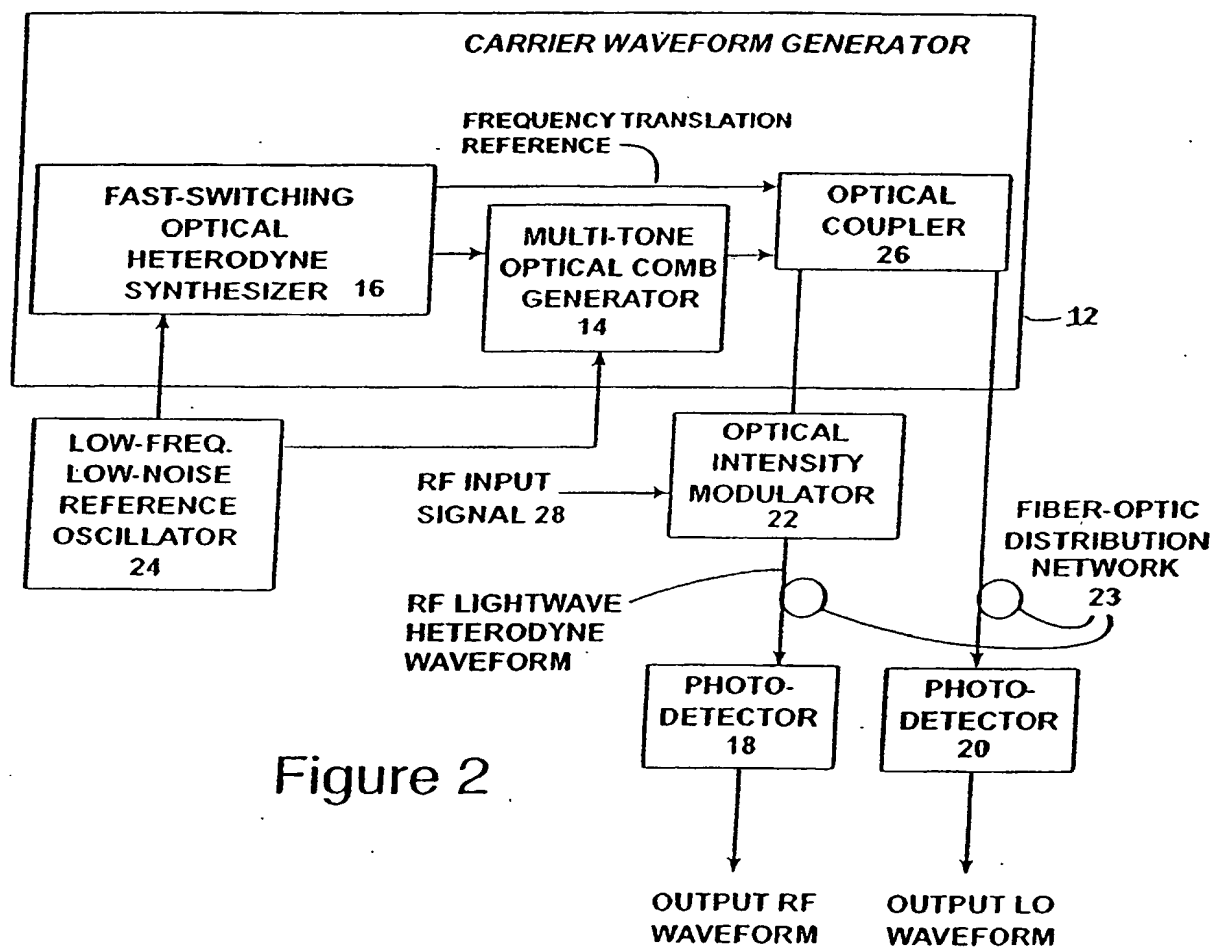 CARRIER WAVEFORM GENERATOR
FREQUENCY TRANSLATION
REFERENCE
FAST-SWITCHING
OPTICAL
HETERODYNE
SYNTHESIZER 16
MULTI-TONE
OPTICAL COMB
GENERATOR
14
OPTICAL
COUPLER
26
12
LOW-FREQ.
LOW-NOISE
REFERENCE
OSCILLATOR
24
RF INPUT
SIGNAL 28
OPTICAL
INTENSITY
MODULATOR
22
FIBER-OPTIC
DISTRIBUTION
NETWORK
23
RF LIGHTWAVE
HETERODYNE
WAVEFORM
PHOTO-
DETECTOR
18
PHOTO-
DETECTOR
20
Figure 2
OUTPUT RF
WAVEFORM
OUTPUT LO
WAVEFORM